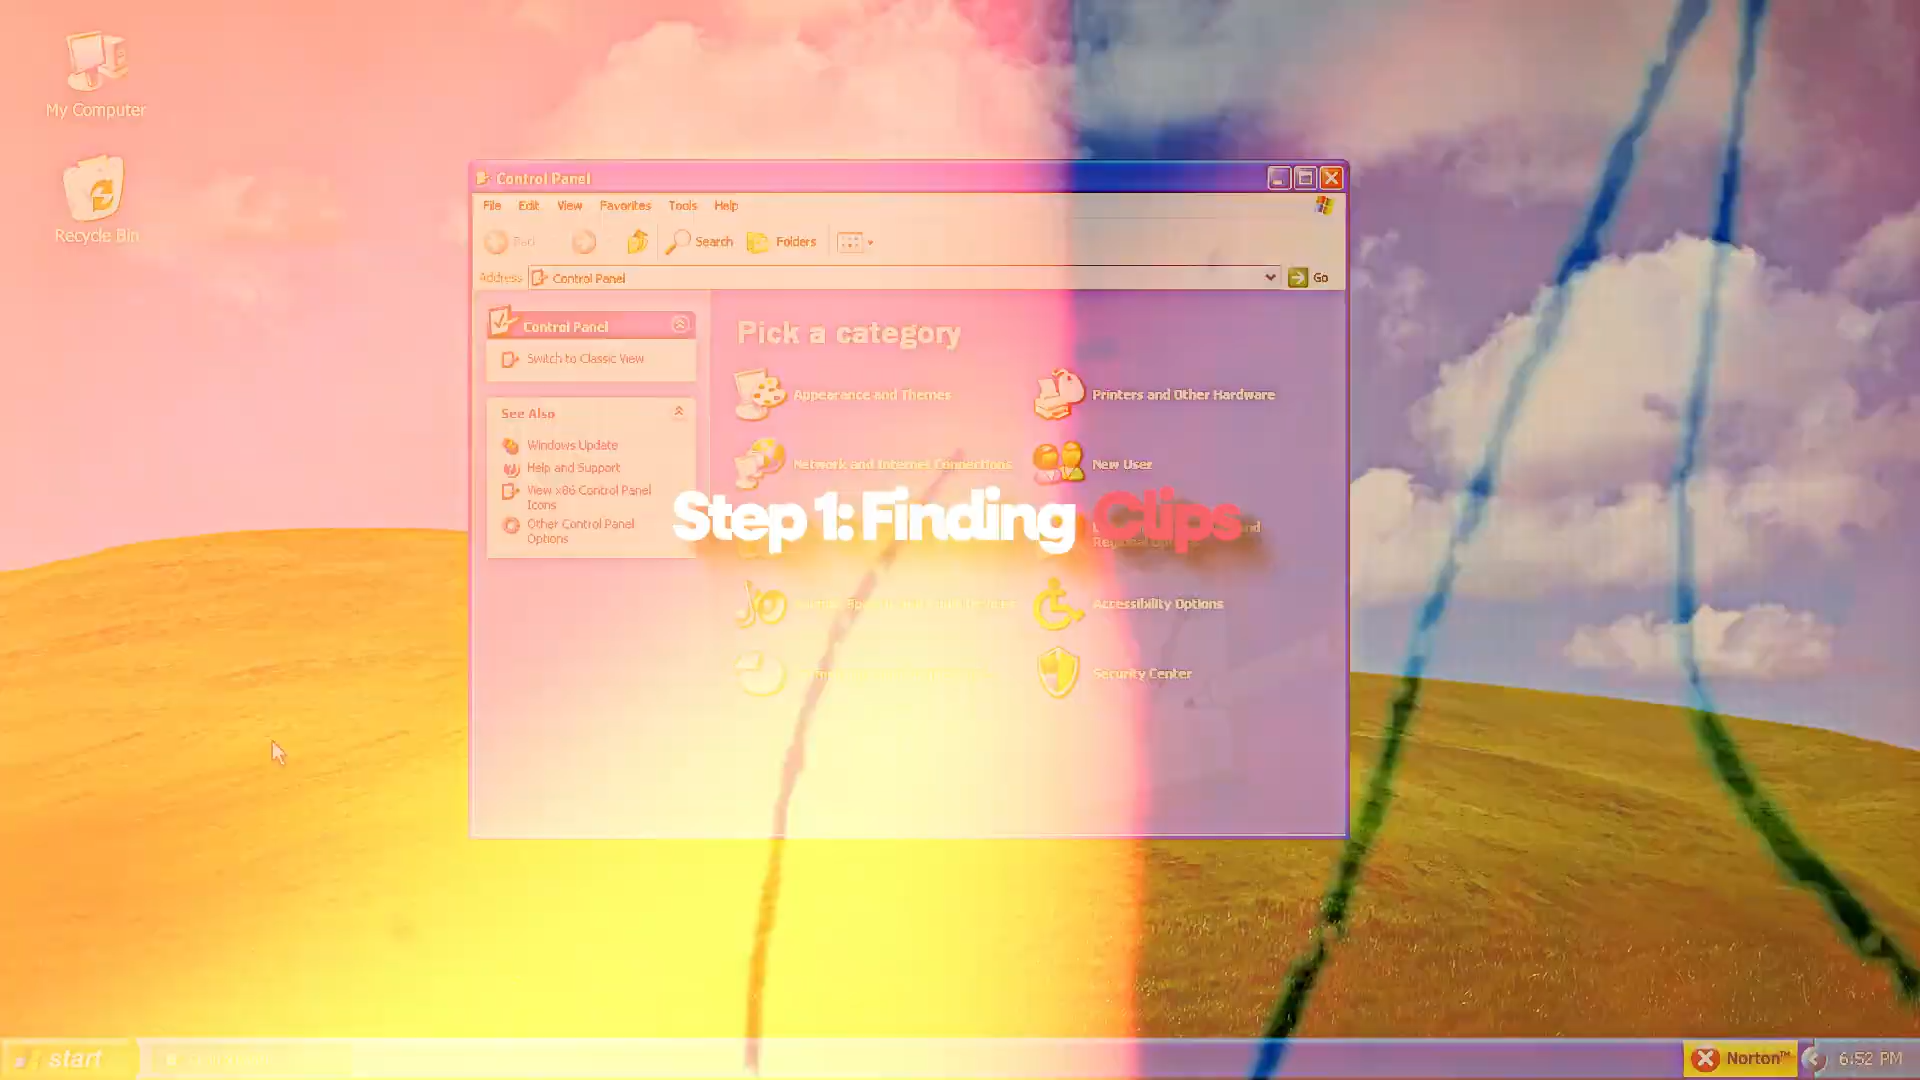 My Computer
Recycle Bin
Control Panel
File Edit View Favorites Tools Help
Back Search Folders
Address Control Panel Go
Control Panel
Switch to Classic View
See Also
Windows Update
Help and Support
View x86 Control Panel
Icons
Other Control Panel
Options
Pick a category
Appearance and Themes
Printers and Other Hardware
Network and Internet Connections
New User
Step 1: Finding Clips
Accessibility Options
Security Center
start
Norton™
6:52 PM